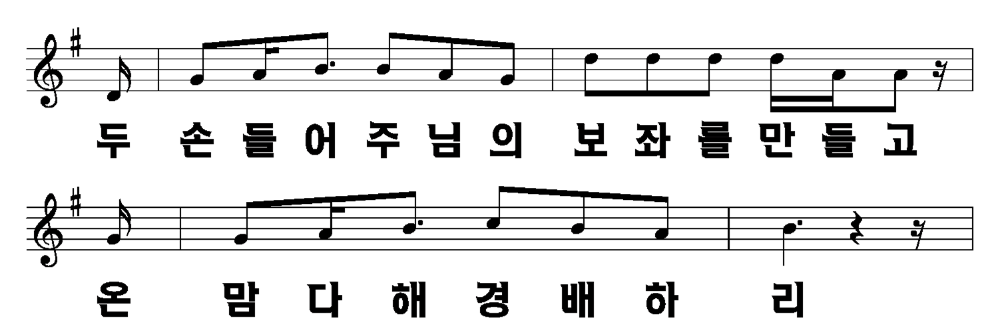 두 손 들 어 주 님 의 보 좌 를 만 들 고
온 맘 다 해 경 배 하 리